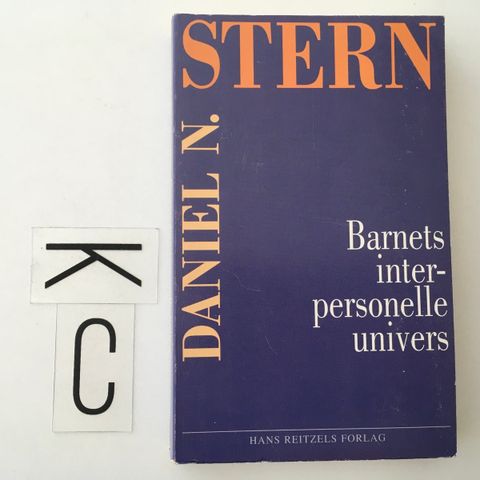 STERN
DANIEL N.
Barnets
inter-
personelle
univers
HANS REITZELS FORLAG
K
C